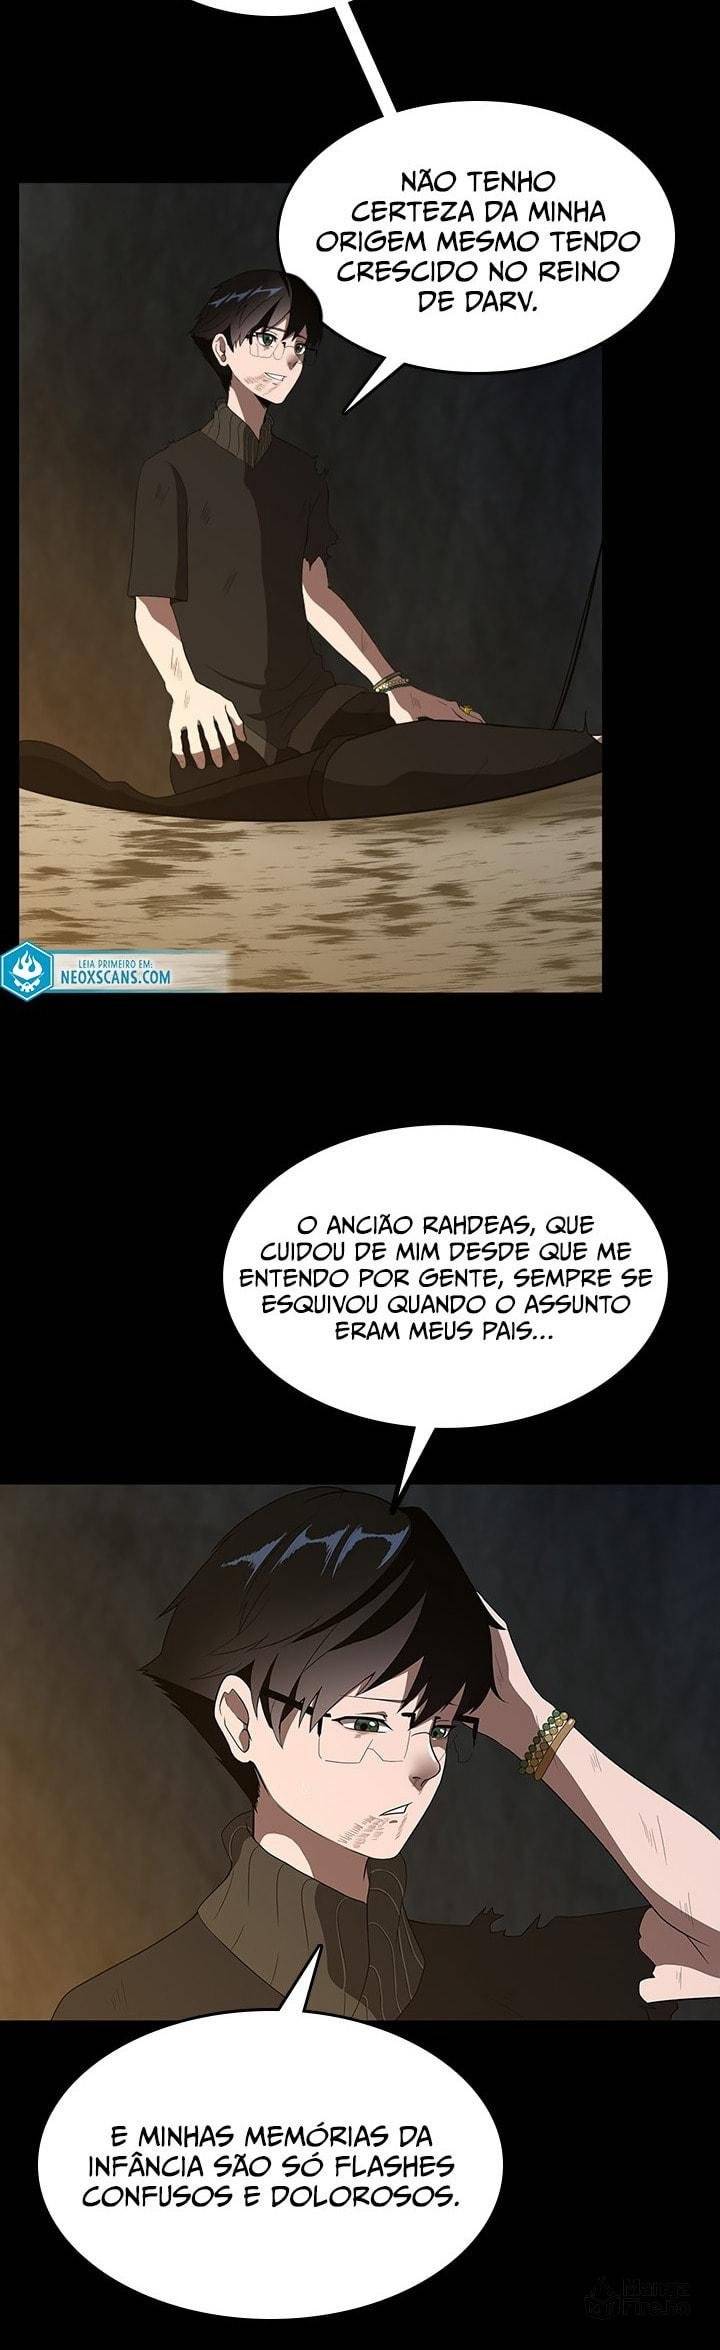 NÃO TENHO
CERTEZA DA MINHA
ORIGEM MESMO TENDO
CRESCIDO NO REINO
DE DARV.
LEIA PRIMEIRO EM:
NEOXSCANS.COM
O ANCIÃO RAHDEAS, QUE
CUIDOU DE MIM DESDE QUE ME
ENTENDO POR GENTE, SEMPRE SE
ESQUIVOU QUANDO O ASSUNTO
ERAM MEUS PAIS...
E MINHAS MEMÓRIAS DA
INFÂNCIA SÃO SÓ FLASHES
CONFUSOS E DOLOROSOS.